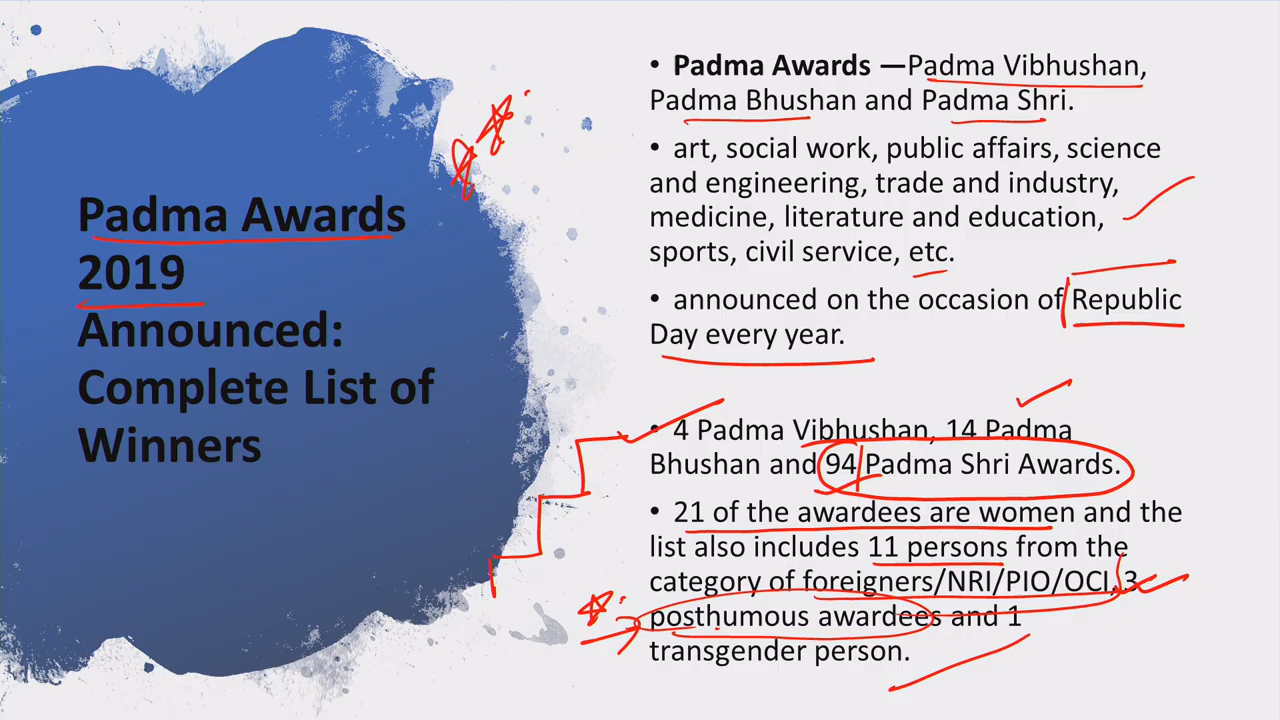 Padma Awards
2019
Announced:
Complete List of
Winners
• Padma Awards —Padma Vibhushan,
Padma Bhushan and Padma Shri.
• art, social work, public affairs, science
and engineering, trade and industry,
medicine, literature and education,
sports, civil service, etc.
• announced on the occasion of Republic
Day every year.
• 4 Padma Vibhushan, 14 Padma
Bhushan and 94 Padma Shri Awards.
• 21 of the awardees are women and the
list also includes 11 persons from the
category of foreigners/NRI/PIO/OCI, 3
posthumous awardees and 1
transgender person.